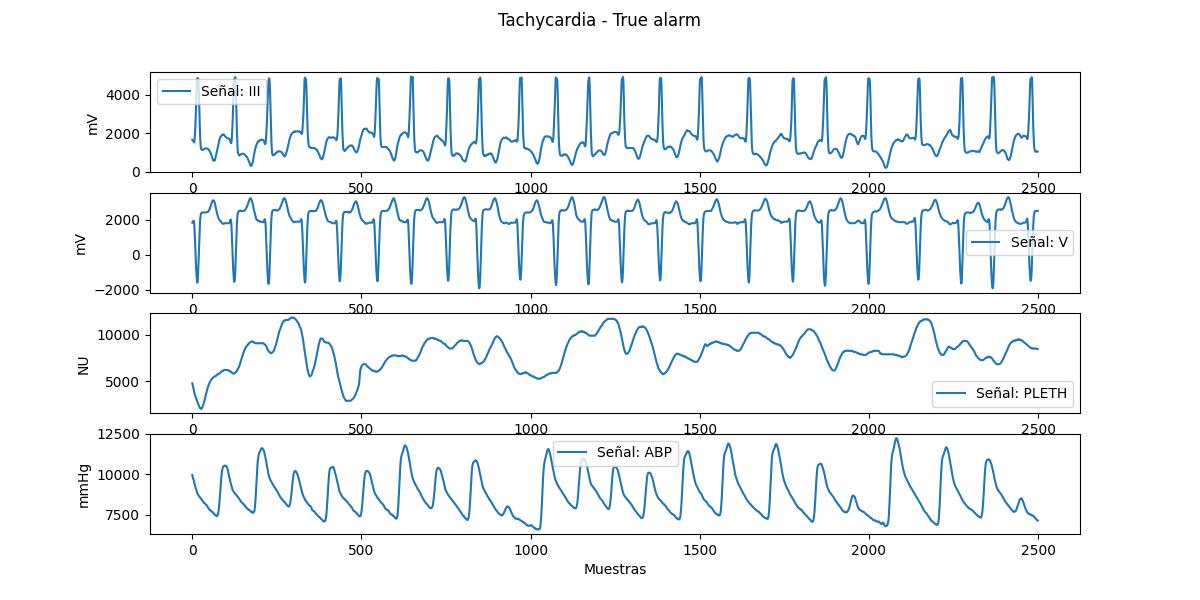 Tachycardia - True alarm
mV
4000
2000
0
Señal: III
0 500 1000 1500 2000 2500
mV
2000
0
−2000
Señal: V
0 500 1000 1500 2000 2500
NU
10000
5000
Señal: PLETH
0 500 1000 1500 2000 2500
mmHg
12500
10000
7500
Señal: ABP
0 500 1000 1500 2000 2500
Muestras